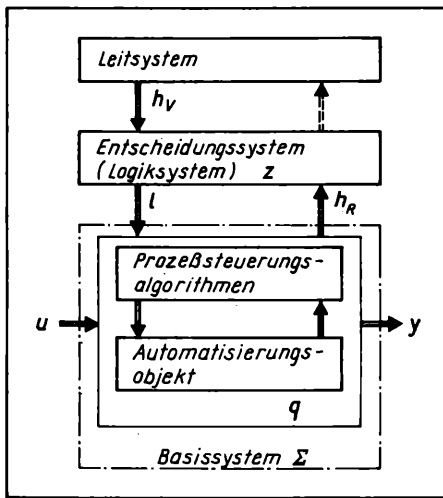 Leitsystem
h_V
Entscheidungssystem
(Logiksystem) z
l h_R
Prozeßsteuerungs-
algorithmen
u y
Automatisierungs-
objekt
q
Basissystem Σ